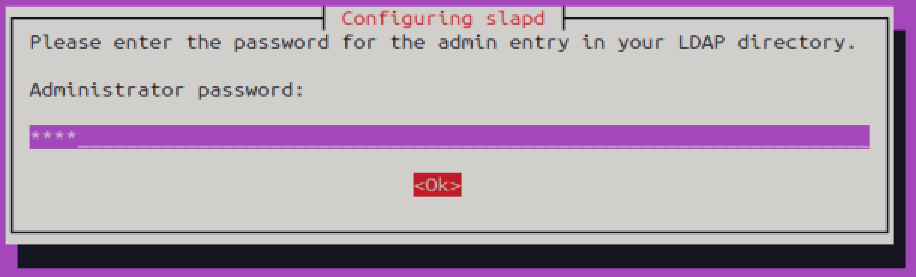 Configuring slapd
Please enter the password for the admin entry in your LDAP directory.
Administrator password:
****
<Ok>